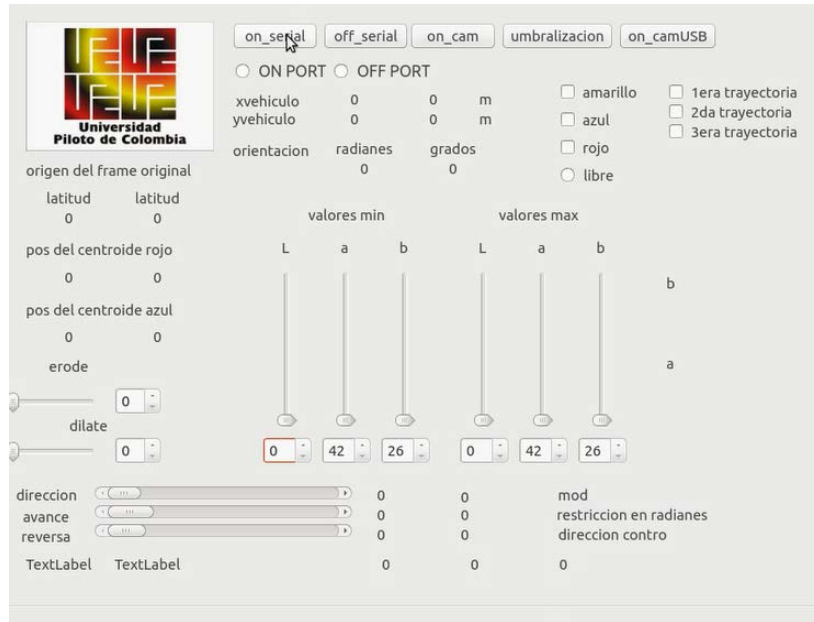 on_serial off_serial on_cam umbralizacion on_camUSB
ON PORT OFF PORT
Universidad
Piloto de Colombia
xvehiculo 0 0 m
yvehiculo 0 0 m
orientacion radianes grados
0 0
amarillo
azul
rojo
libre
1era trayectoria
2da trayectoria
3era trayectoria
origen del frame original
latitud latitud
0 0
pos del centroide rojo
0 0
pos del centroide azul
0 0
erode
0
dilate
0
valores min valores max
L a b L a b
b
a
0 42 26 0 42 26
direccion 0 0 mod
avance 0 0 restriccion en radianes
reversa 0 0 direccion contro
TextLabel TextLabel 0 0 0